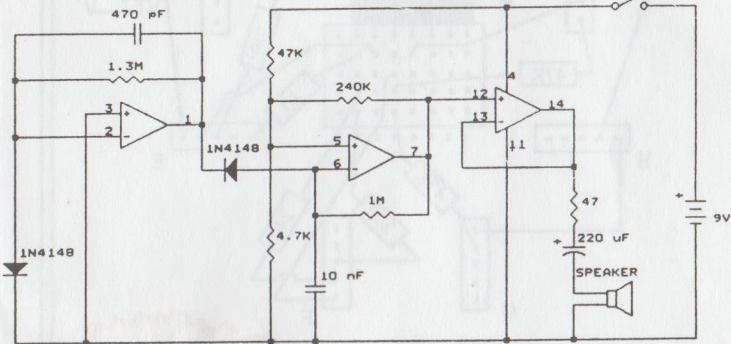 470 pF
1.3M
3
+
2
-
1
1N4148
1N4148
47K
240K
5
+
6
-
7
1M
4.7K
10 nF
12
+
13
-
4
14
11
47
+
220 uF
SPEAKER
+
9V